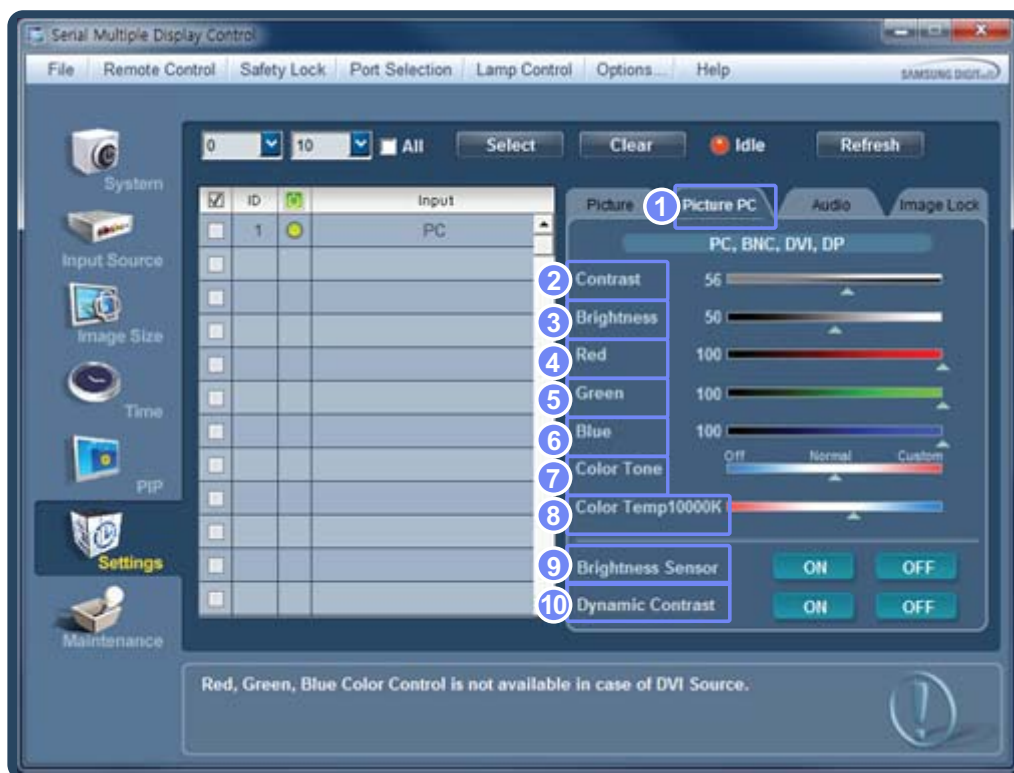 Serial Multiple Display Control
File Remote Control Safety Lock Port Selection Lamp Control Options... Help
0 10 All Select Clear Idle Refresh
System
Input Source
Image Size
Time
PIP
Settings
Maintenance
ID Input
1 PC
Picture 1 Picture PC Audio Image Lock
PC, BNC, DVI, DP
2 Contrast 56
3 Brightness 50
4 Red 100
5 Green 100
6 Blue 100
Off Normal Custom
7 Color Tone
8 Color Temp10000K
9 Brightness Sensor ON OFF
10 Dynamic Contrast ON OFF
Red, Green, Blue Color Control is not available in case of DVI Source.